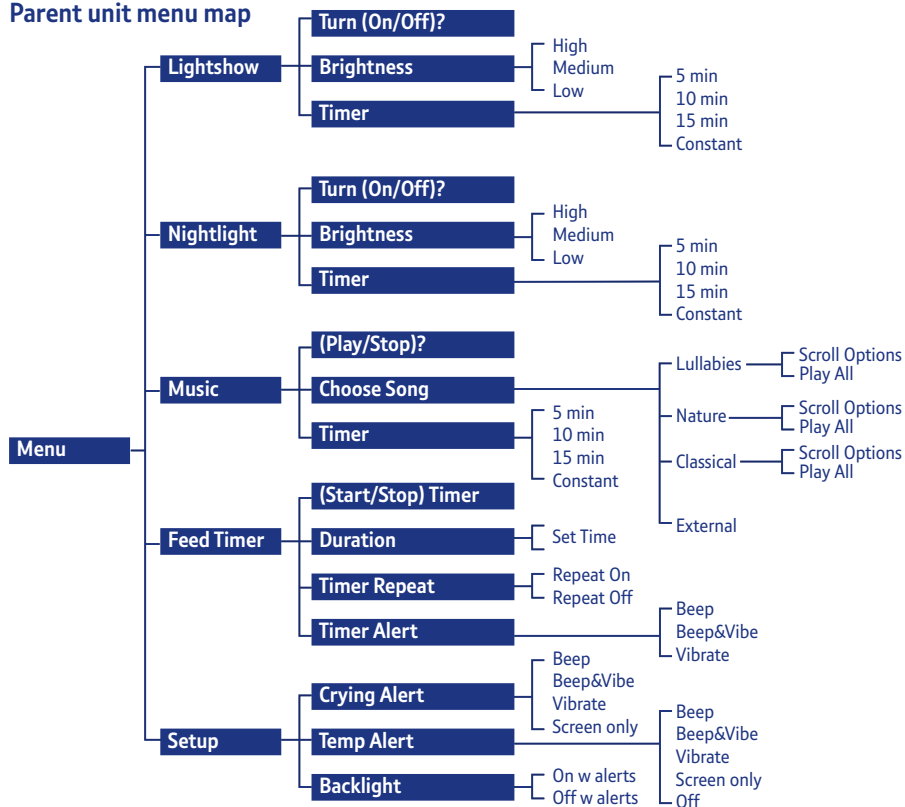 Parent unit menu map
Menu
Lightshow
Turn (On/Off)?
Brightness
High
Medium
Low
Timer
5 min
10 min
15 min
Constant
Nightlight
Turn (On/Off)?
Brightness
High
Medium
Low
Timer
5 min
10 min
15 min
Constant
Music
(Play/Stop)?
Choose Song
Lullabies
Scroll Options
Play All
Nature
Scroll Options
Play All
Classical
Scroll Options
Play All
External
Timer
5 min
10 min
15 min
Constant
Feed Timer
(Start/Stop) Timer
Duration
Set Time
Timer Repeat
Repeat On
Repeat Off
Timer Alert
Beep
Beep&Vibe
Vibrate
Setup
Crying Alert
Beep
Beep&Vibe
Vibrate
Screen only
Temp Alert
Beep
Beep&Vibe
Vibrate
Screen only
Off
Backlight
On w alerts
Off w alerts